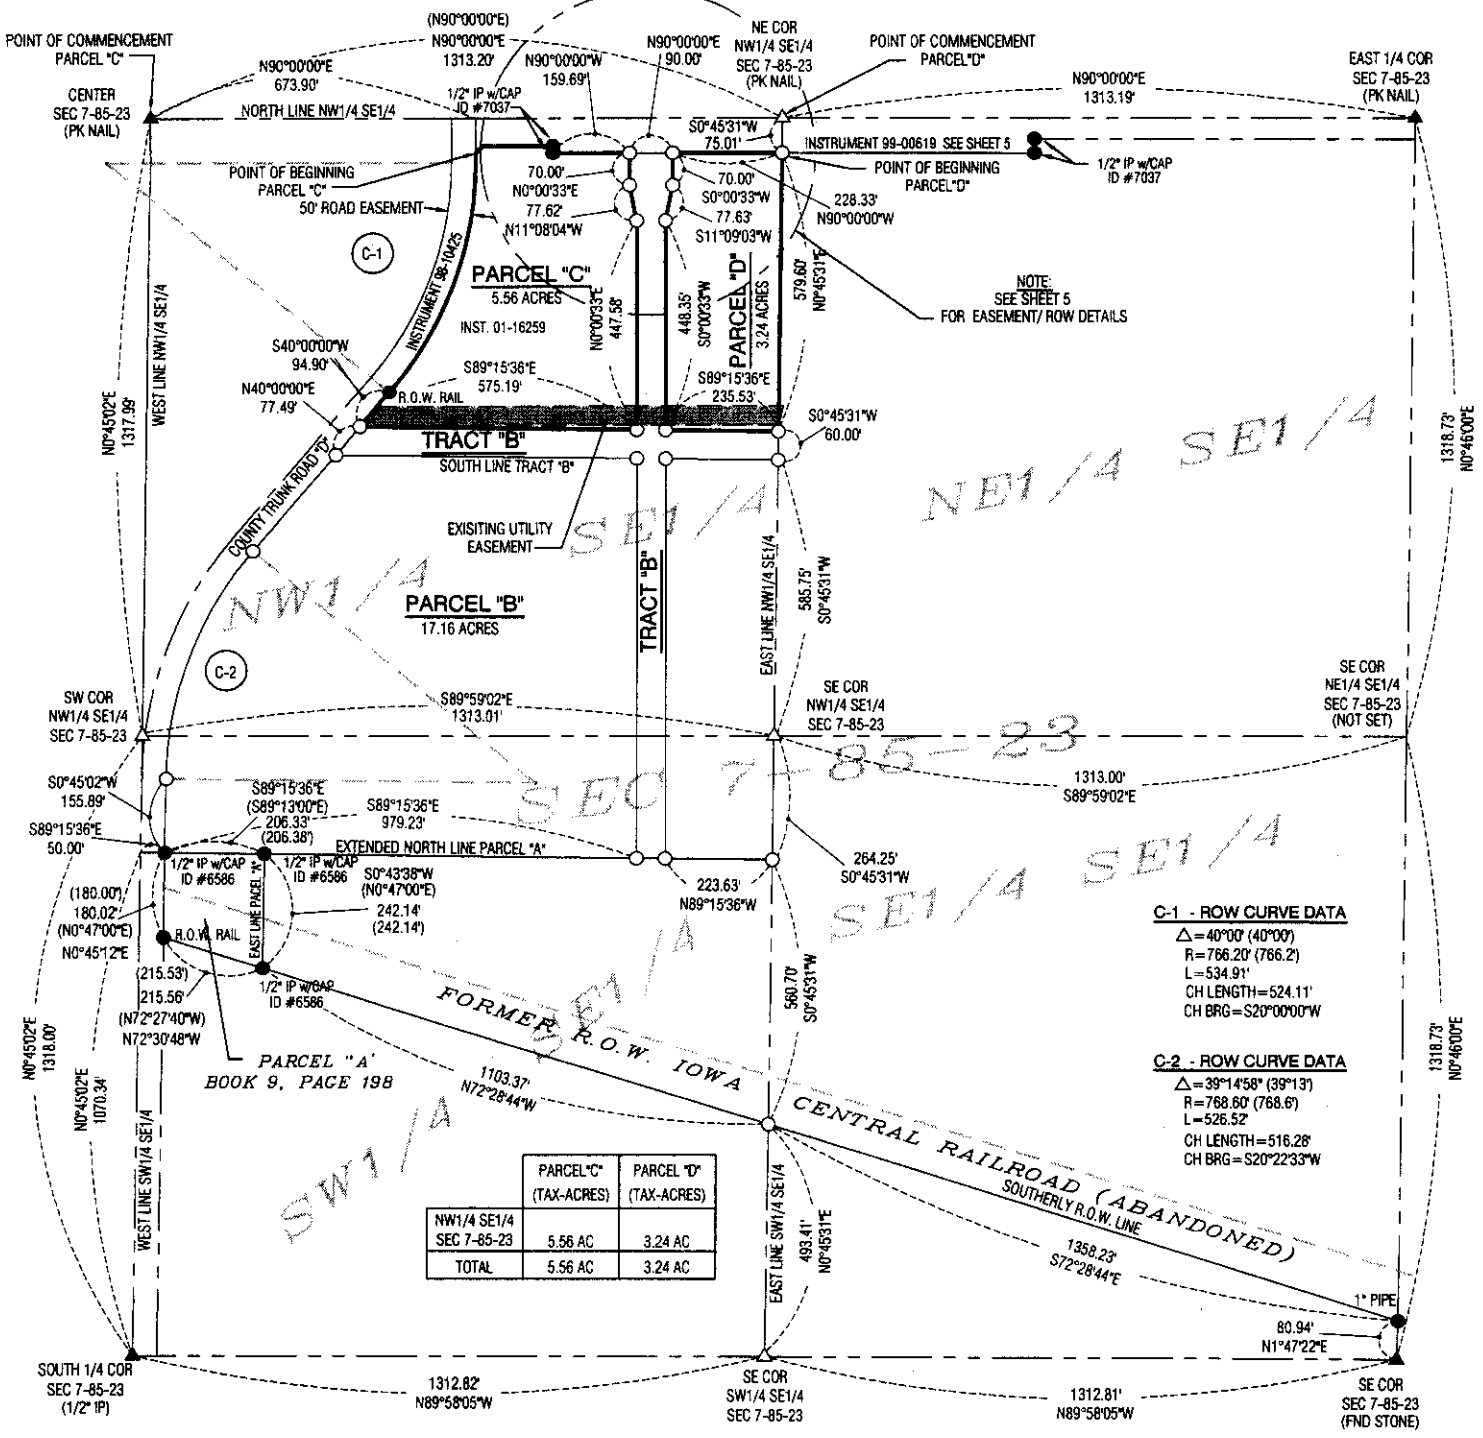 POINT OF COMMENCEMENT
PARCEL "C"
CENTER
SEC 7-85-23
(PK NAIL)
N90°00'00"E
673.90'
NORTH LINE NW1/4 SE1/4
(N90°00'00"E)
N90°00'00"E
1313.20'
N90°00'00"W
159.69'
1/2" IP w/CAP
ID #7037
N90°00'00"E
90.00'
NE COR
NW1/4 SE1/4
SEC 7-85-23
(PK NAIL)
POINT OF COMMENCEMENT
PARCEL"D"
N90°00'00"E
1313.19'
EAST 1/4 COR
SEC 7-85-23
(PK NAIL)
S0°45'31"W
75.01'
INSTRUMENT 99-00619 SEE SHEET 5
1/2" IP w/CAP
ID #7037
POINT OF BEGINNING
PARCEL "C"
50' ROAD EASEMENT
70.00'
N0°00'33"E
77.62'
N11°08'04"W
70.00'
S0°00'33"W
77.63'
S11°09'03"W
POINT OF BEGINNING
PARCEL"D"
228.33'
N90°00'00"W
C-1
INSTRUMENT 98-10425
PARCEL "C"
5.56 ACRES
INST. 01-16259
N0°00'33"E
447.58'
448.35'
S0°00'33"W
PARCEL "D"
3.24 ACRES
579.60'
N0°45'31"E
NOTE:
SEE SHEET 5
FOR EASEMENT/ ROW DETAILS
WEST LINE NW1/4 SE1/4
N0°45'02"E
1317.99'
S40°00'00"W
94.90'
N40°00'00"E
77.49'
R.O.W. RAIL
S89°15'36"E
575.19'
S89°15'36"E
235.53'
S0°45'31"W
60.00'
TRACT "B"
SOUTH LINE TRACT "B"
COUNTY TRUNK ROAD "D"
EXISITING UTILITY
EASEMENT
NW1/4 SE1/4
NE1/4 SE1/4
1318.73'
N0°46'00"E
PARCEL "B"
17.16 ACRES
TRACT "B"
EAST LINE NW1/4 SE1/4
585.75'
S0°45'31"W
C-2
SW COR
NW1/4 SE1/4
SEC 7-85-23
S89°59'02"E
1313.01'
SE COR
NW1/4 SE1/4
SEC 7-85-23
SE COR
NE1/4 SE1/4
SEC 7-85-23
(NOT SET)
SEC 7-85-23
1313.00'
S89°59'02"E
S0°45'02"W
155.89'
S89°15'36"E
50.00'
S89°15'36"E
(S89°13'00"E)
206.33'
(206.38')
S89°15'36"E
979.23'
EXTENDED NORTH LINE PARCEL "A"
1/2" IP w/CAP
ID #6586
1/2" IP w/CAP
ID #6586
S0°43'38"W
(N0°47'00"E)
242.14'
(242.14')
223.63'
N89°15'36"W
264.25'
S0°45'31"W
SE1/4 SE1/4
(180.00')
180.02'
(N0°47'00"E)
N0°45'12"E
R.O.W. RAIL
EAST LINE PACEL "A"
(215.53')
215.56'
(N72°27'40"W)
N72°30'48"W
1/2" IP w/CAP
ID #6586
PARCEL "A'
BOOK 9, PAGE 198
N0°45'02"E
1318.00'
N0°45'02"E
1070.34'
WEST LINE SW1/4 SE1/4
SW1/4 SE1/4
FORMER R.O.W. IOWA CENTRAL RAILROAD (ABANDONED)
SOUTHERLY R.O.W. LINE
1103.37'
N72°28'44"W
560.70'
S0°45'31"W
C-1 - ROW CURVE DATA
△=40°00' (40°00')
R=766.20' (766.2')
L=534.91'
CH LENGTH=524.11'
CH BRG=S20°00'00"W
C-2 - ROW CURVE DATA
△=39°14'58" (39°13')
R=768.60' (768.6')
L=526.52'
CH LENGTH=516.28'
CH BRG=S20°22'33"W
1318.73'
N0°46'00"E
PARCEL"C" PARCEL "D"
(TAX-ACRES) (TAX-ACRES)
NW1/4 SE1/4
SEC 7-85-23 5.56 AC 3.24 AC
TOTAL 5.56 AC 3.24 AC
EAST LINE SW1/4 SE1/4
493.41'
N0°45'31"E
1358.23'
S72°28'44"E
1" PIPE
80.94'
N1°47'22"E
SOUTH 1/4 COR
SEC 7-85-23
(1/2" IP)
1312.82'
N89°58'05"W
SE COR
SW1/4 SE1/4
SEC 7-85-23
1312.81'
N89°58'05"W
SE COR
SEC 7-85-23
(FND STONE)